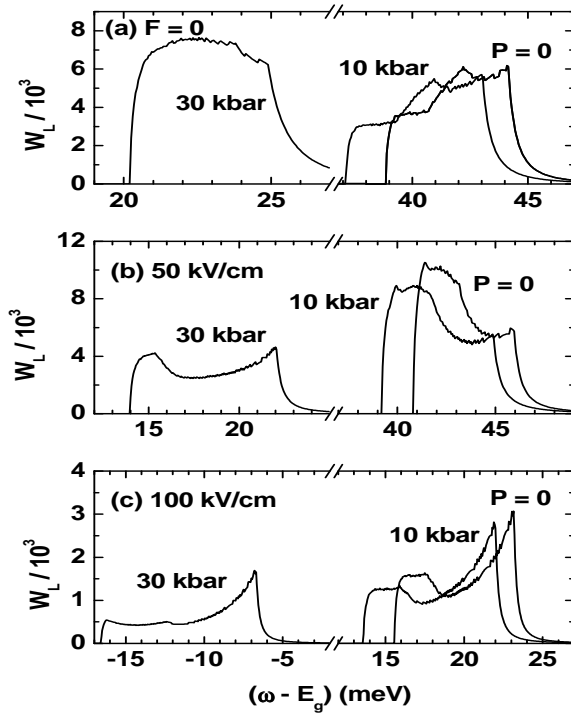 (a) F = 0
P = 0
10 kbar
30 kbar
W_L / 10^3
8
6
4
2
0
20
25
40
45
(b) 50 kV/cm
P = 0
10 kbar
30 kbar
W_L / 10^3
12
8
4
0
15
20
40
45
(c) 100 kV/cm
P = 0
10 kbar
30 kbar
W_L / 10^3
4
3
2
1
0
-15
-10
-5
15
20
25
(ω - E_g) (meV)